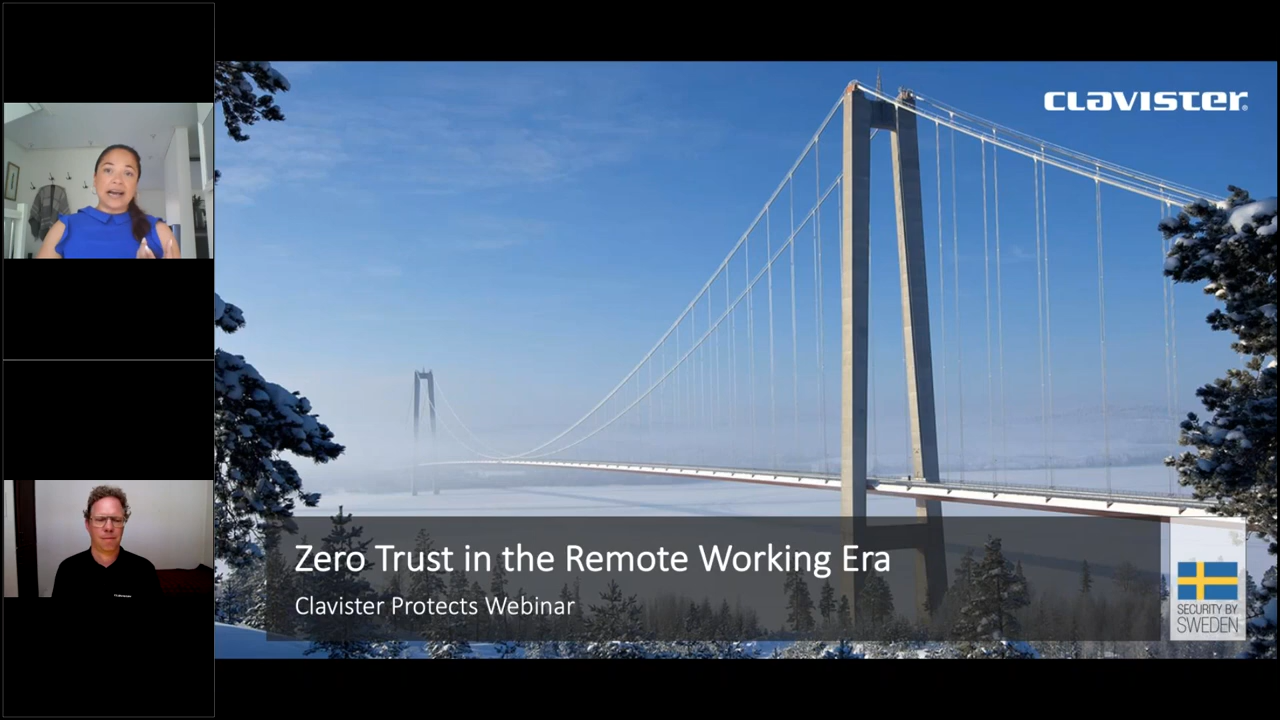 CLAVISTER
Zero Trust in the Remote Working Era
Clavister Protects Webinar
SECURITY BY
SWEDEN